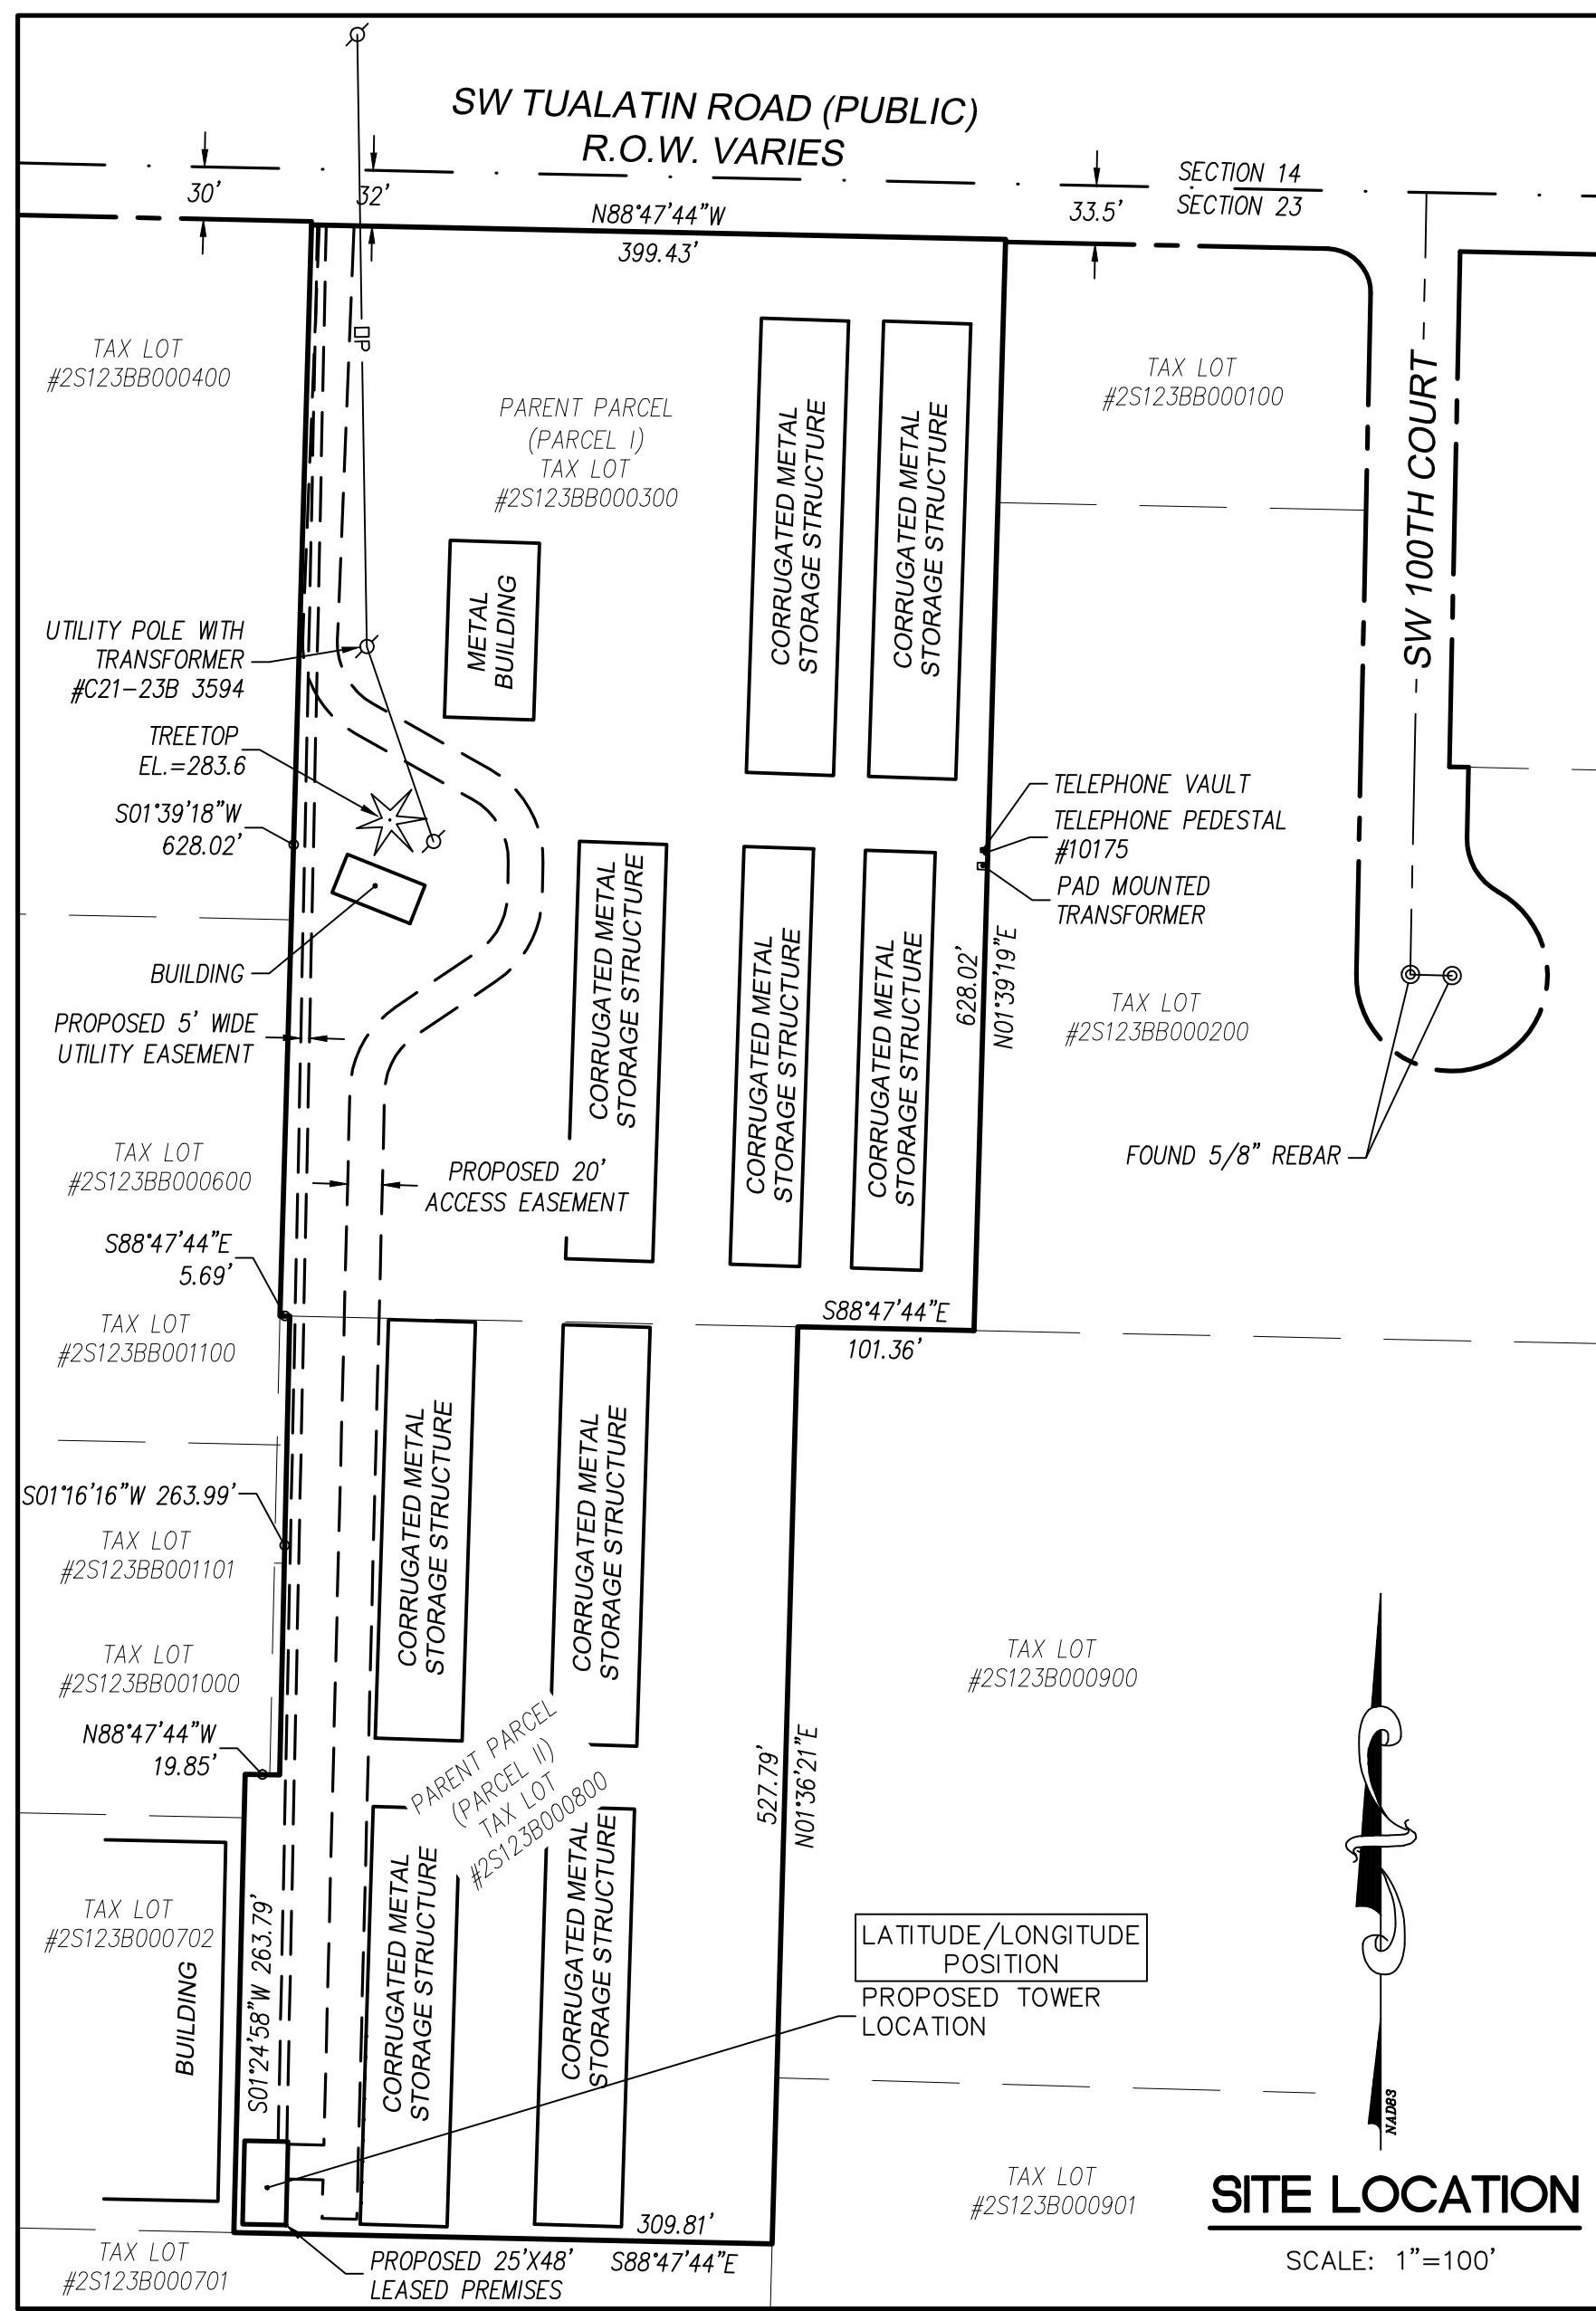 SW TUALATIN ROAD (PUBLIC)
R.O.W. VARIES
SECTION 14
SECTION 23
30'
32'
33.5'
N88°47'44"W
399.43'
TAX LOT
#2S123BB000400
PARENT PARCEL
(PARCEL I)
TAX LOT
#2S123BB000300
TAX LOT
#2S123BB000100
SW 100TH COURT
DP
CORRUGATED METAL
STORAGE STRUCTURE
CORRUGATED METAL
STORAGE STRUCTURE
METAL
BUILDING
UTILITY POLE WITH
TRANSFORMER
#C21-23B 3594
TREETOP
EL.=283.6
S01°39'18"W
628.02'
BUILDING
PROPOSED 5' WIDE
UTILITY EASEMENT
TELEPHONE VAULT
TELEPHONE PEDESTAL
#10175
PAD MOUNTED
TRANSFORMER
CORRUGATED METAL
STORAGE STRUCTURE
CORRUGATED METAL
STORAGE STRUCTURE
CORRUGATED METAL
STORAGE STRUCTURE
628.02'
N01°39'19"E
TAX LOT
#2S123BB000200
FOUND 5/8" REBAR
TAX LOT
#2S123BB000600
PROPOSED 20'
ACCESS EASEMENT
S88°47'44"E
5.69'
S88°47'44"E
101.36'
TAX LOT
#2S123BB001100
CORRUGATED METAL
STORAGE STRUCTURE
CORRUGATED METAL
STORAGE STRUCTURE
S01°16'16"W 263.99'
TAX LOT
#2S123BB001101
TAX LOT
#2S123BB001000
N88°47'44"W
19.85'
PARENT PARCEL
(PARCEL II)
TAX LOT
#2S123B000800
527.79'
N01°36'21"E
TAX LOT
#2S123B000900
TAX LOT
#2S123B000702
BUILDING
S01°24'58"W 263.79'
CORRUGATED METAL
STORAGE STRUCTURE
CORRUGATED METAL
STORAGE STRUCTURE
LATITUDE/LONGITUDE
POSITION
PROPOSED TOWER
LOCATION
NAD83
TAX LOT
#2S123B000901
309.81'
S88°47'44"E
PROPOSED 25'X48'
LEASED PREMISES
TAX LOT
#2S123B000701
SITE LOCATION
SCALE: 1"=100'